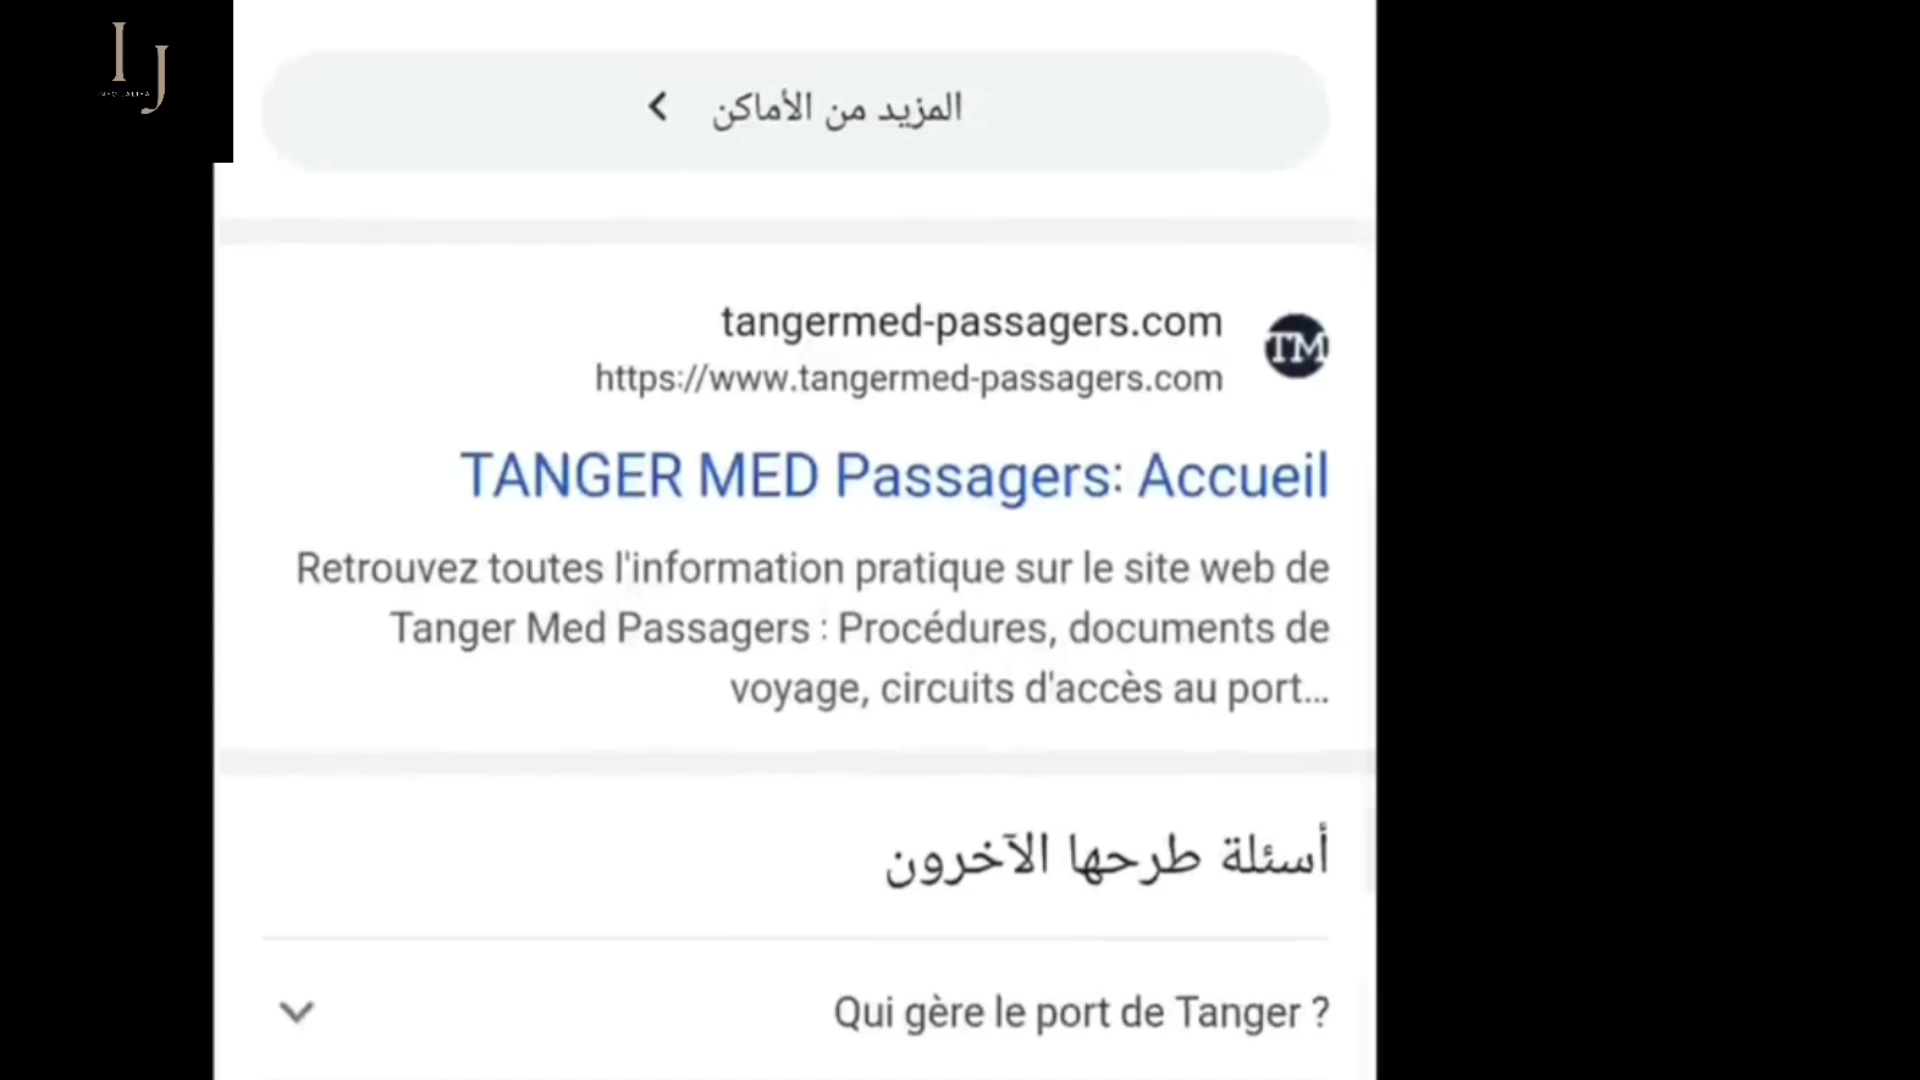 I J
المزيد من الأماكن
tangermed-passagers.com
TM
https://www.tangermed-passagers.com
TANGER MED Passagers: Accueil
Retrouvez toutes l'information pratique sur le site web de
Tanger Med Passagers : Procédures, documents de
voyage, circuits d'accès au port...
أسئلة طرحها الآخرون
Qui gère le port de Tanger ?